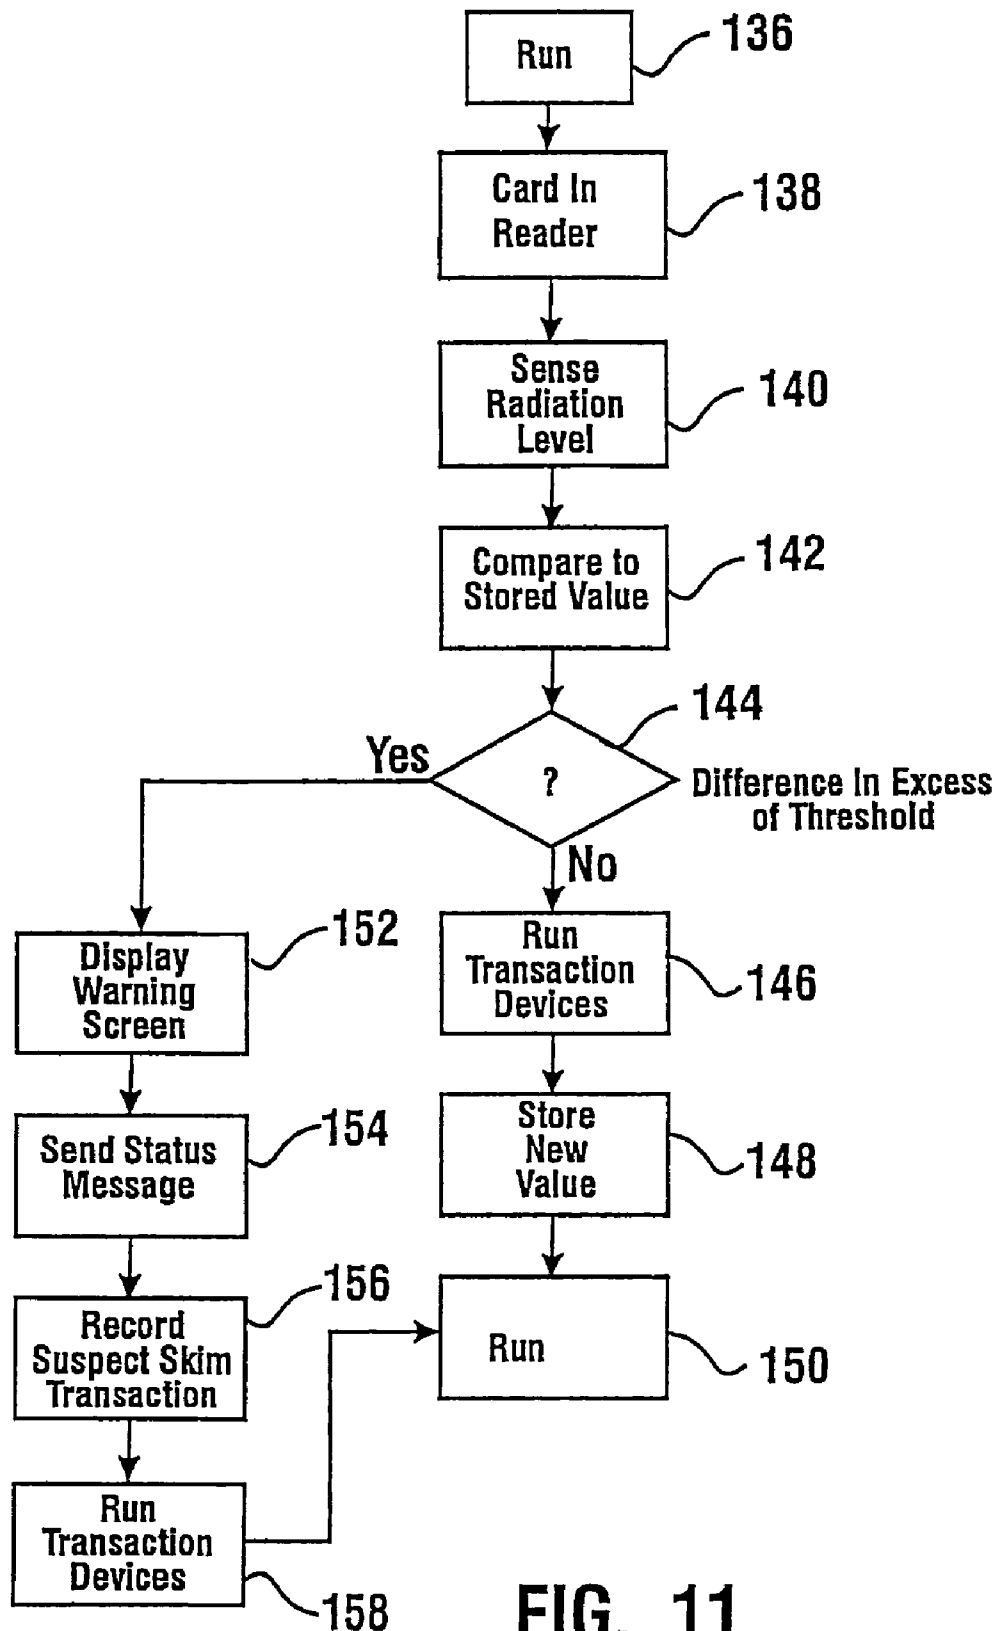 Run
136
Card In
Reader
138
Sense
Radiation
Level
140
Compare to
Stored Value
142
144
Yes
?
Difference In Excess
of Threshold
No
152
Display
Warning
Screen
Run
Transaction
Devices
146
154
Send Status
Message
Store
New
Value
148
156
Record
Suspect Skim
Transaction
Run
150
Run
Transaction
Devices
158
FIG. 11